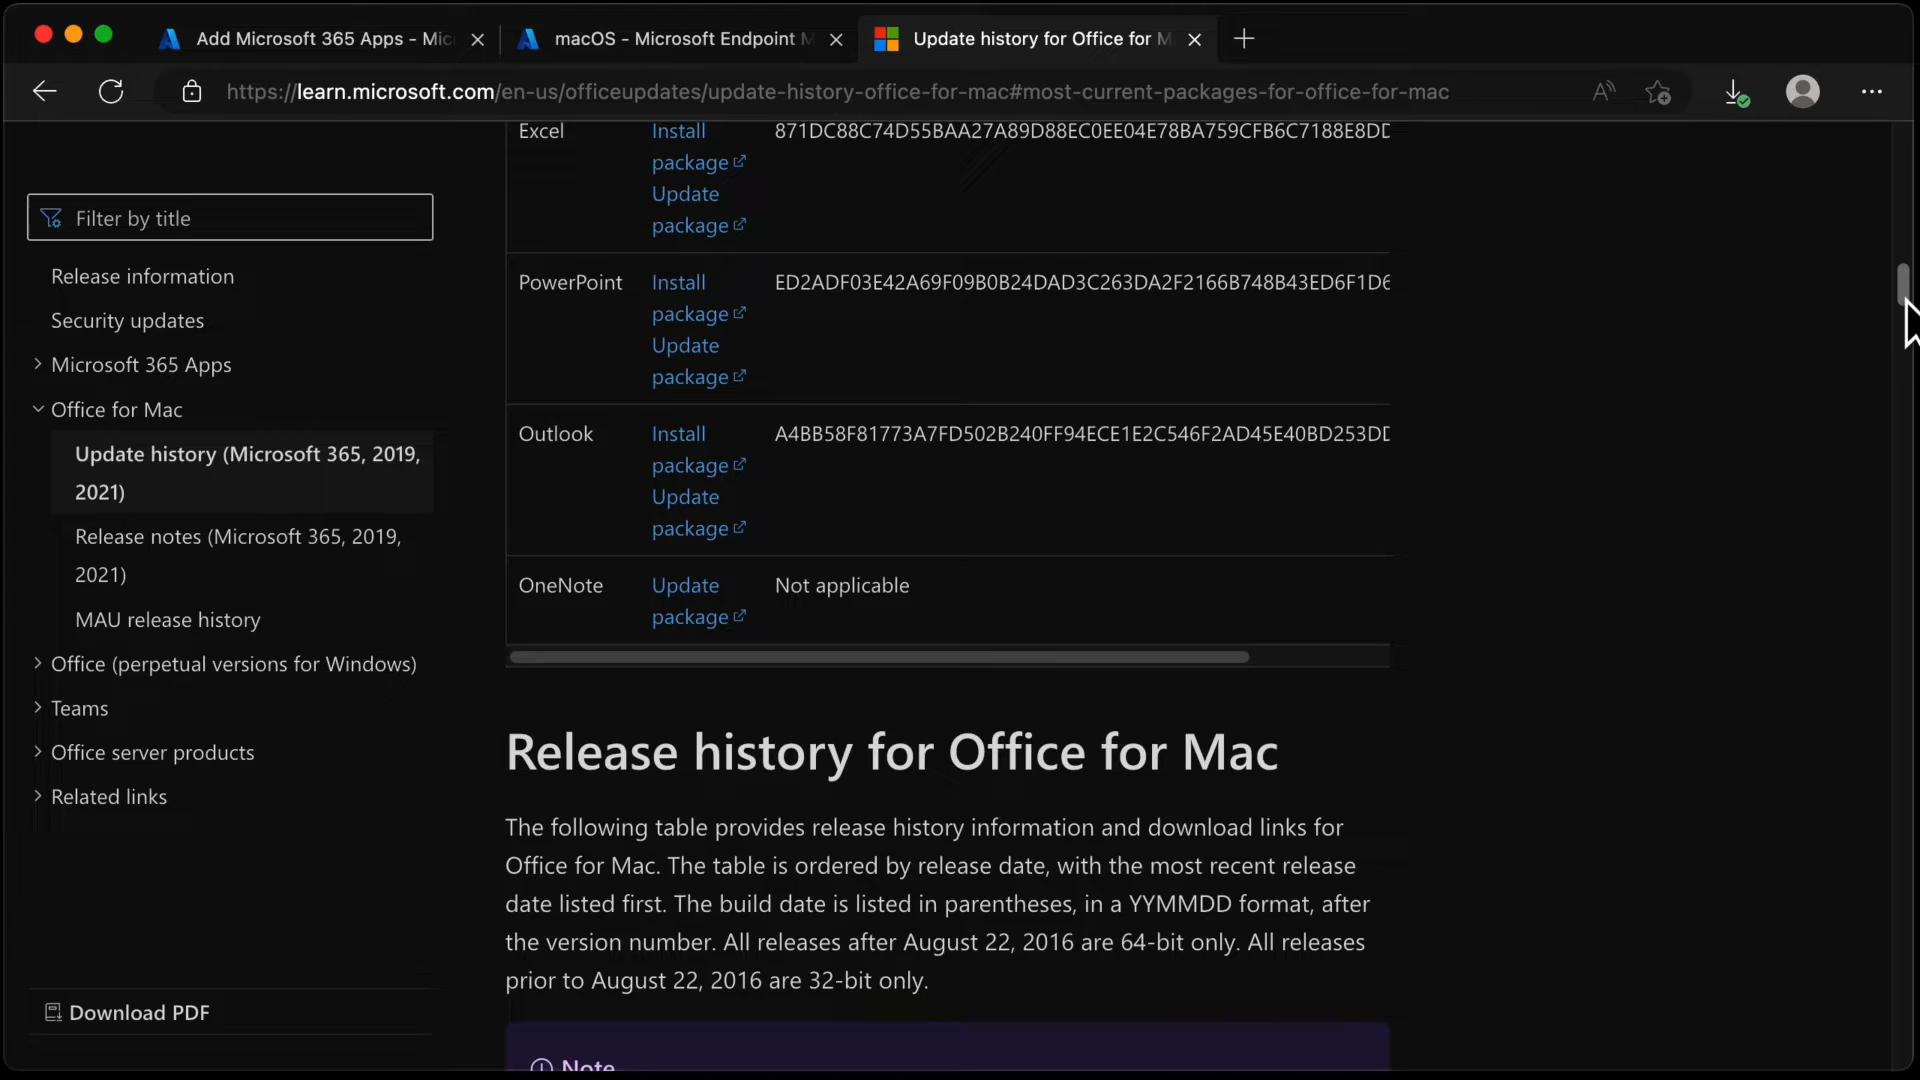 Add Microsoft 365 Apps - Mic
macOS - Microsoft Endpoint M
Update history for Office for M
https://learn.microsoft.com/en-us/officeupdates/update-history-office-for-mac#most-current-packages-for-office-for-mac
Filter by title
Release information
Security updates
Microsoft 365 Apps
Office for Mac
Update history (Microsoft 365, 2019,
2021)
Release notes (Microsoft 365, 2019,
2021)
MAU release history
Office (perpetual versions for Windows)
Teams
Office server products
Related links
Download PDF
Excel
Install
package
Update
package
871DC88C74D55BAA27A89D88EC0EE04E78BA759CFB6C7188E8DD
PowerPoint
Install
package
Update
package
ED2ADF03E42A69F09B0B24DAD3C263DA2F2166B748B43ED6F1D6
Outlook
Install
package
Update
package
A4BB58F81773A7FD502B240FF94ECE1E2C546F2AD45E40BD253DD
OneNote
Update
package
Not applicable
Release history for Office for Mac
The following table provides release history information and download links for
Office for Mac. The table is ordered by release date, with the most recent release
date listed first. The build date is listed in parentheses, in a YYMMDD format, after
the version number. All releases after August 22, 2016 are 64-bit only. All releases
prior to August 22, 2016 are 32-bit only.
Note